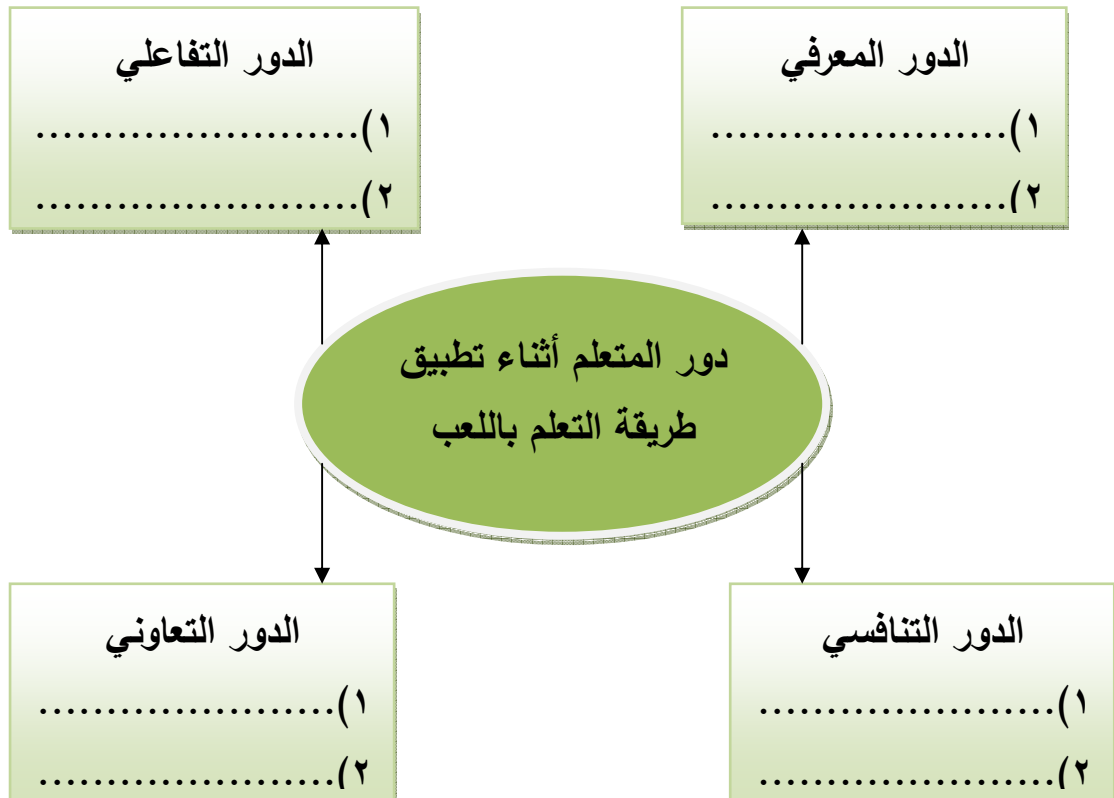 الدور المعرفي
١)......................
٢)......................
الدور التفاعلي
١)........................
٢)........................
دور المتعلم أثناء تطبيق
طريقة التعلم باللعب
الدور التنافسي
١)......................
٢)......................
الدور التعاوني
١)......................
٢)......................